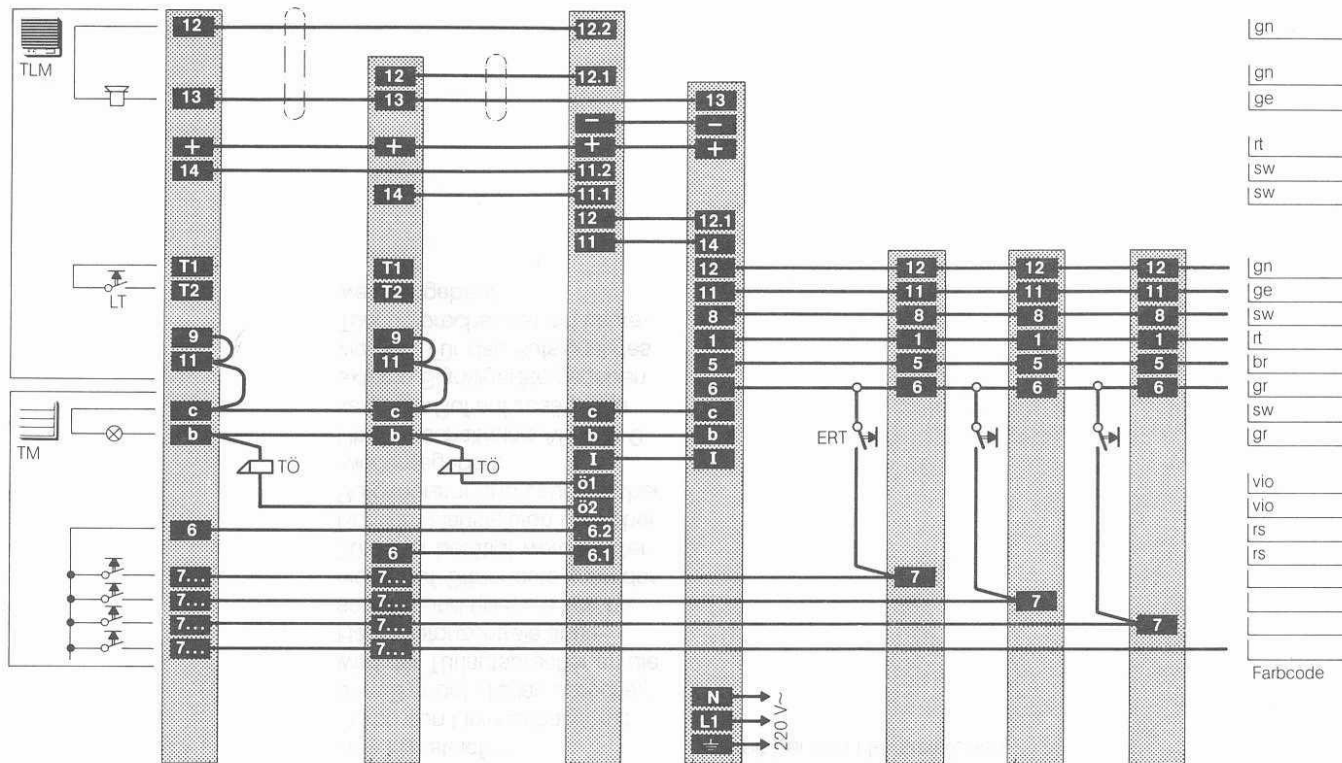 12 12.2 gn
TLM
12 12.1 gn
13 13 13 ge
− −
+ + + + rt
14 11.2 sw
14 11.1 sw
12 12.1
11 14
T1 T1 12 12 12 12 gn
T2 T2 11 11 11 11 ge
LT
8 8 8 8 sw
9 9 1 1 1 1 rt
11 11 5 5 5 5 br
6 6 6 6 gr
c c c c sw
b b b b gr
TM
ERT
TÖ TÖ I I
ö1 vio
ö2 vio
6 6.2 rs
6 6.1 rs
7... 7... 7
7... 7... 7
7... 7... 7
7... 7...
Farbcode
N
L1
220 V~